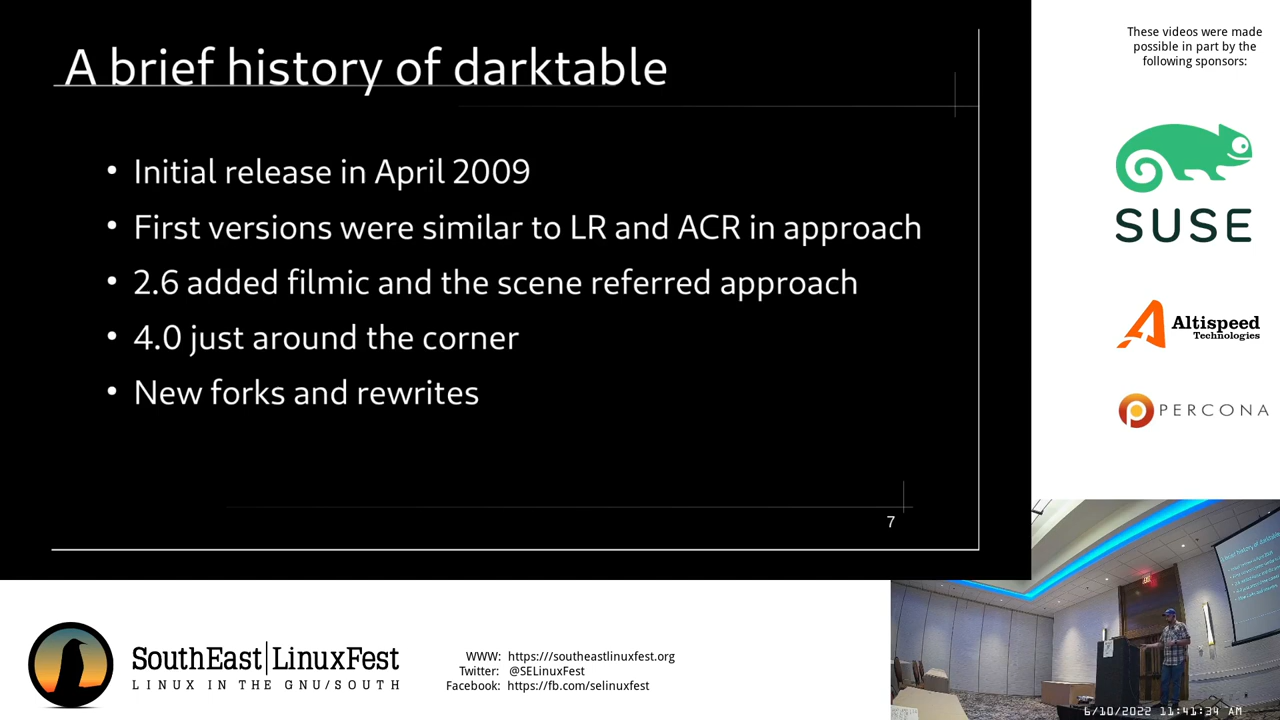 A brief history of darktable
• Initial release in April 2009
• First versions were similar to LR and ACR in approach
• 2.6 added filmic and the scene referred approach
• 4.0 just around the corner
• New forks and rewrites
7
These videos were made
possible in part by the
following sponsors:
SUSE
Altispeed
Technologies
PERCONA
SouthEast LinuxFest
LINUX IN THE GNU/SOUTH
WWW: https:///southeastlinuxfest.org
Twitter: @SELinuxFest
Facebook: https://fb.com/selinuxfest
6/10/2022 11:41:34 AM